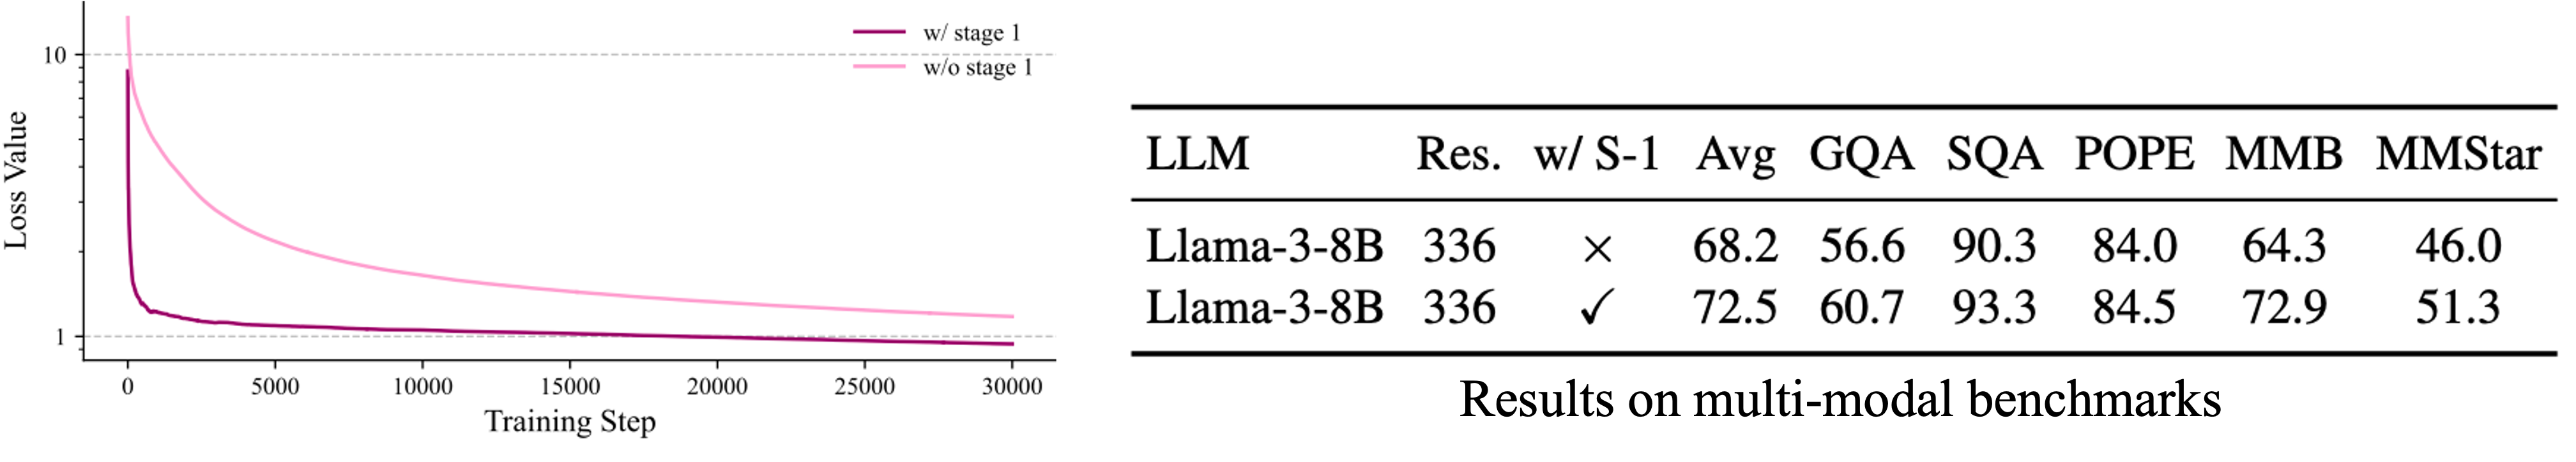 10
1
Loss Value
w/ stage 1
w/o stage 1
0 5000 10000 15000 20000 25000 30000
Training Step
LLM Res. w/ S-1 Avg GQA SQA POPE MMB MMStar
Llama-3-8B 336 × 68.2 56.6 90.3 84.0 64.3 46.0
Llama-3-8B 336 ✓ 72.5 60.7 93.3 84.5 72.9 51.3
Results on multi-modal benchmarks